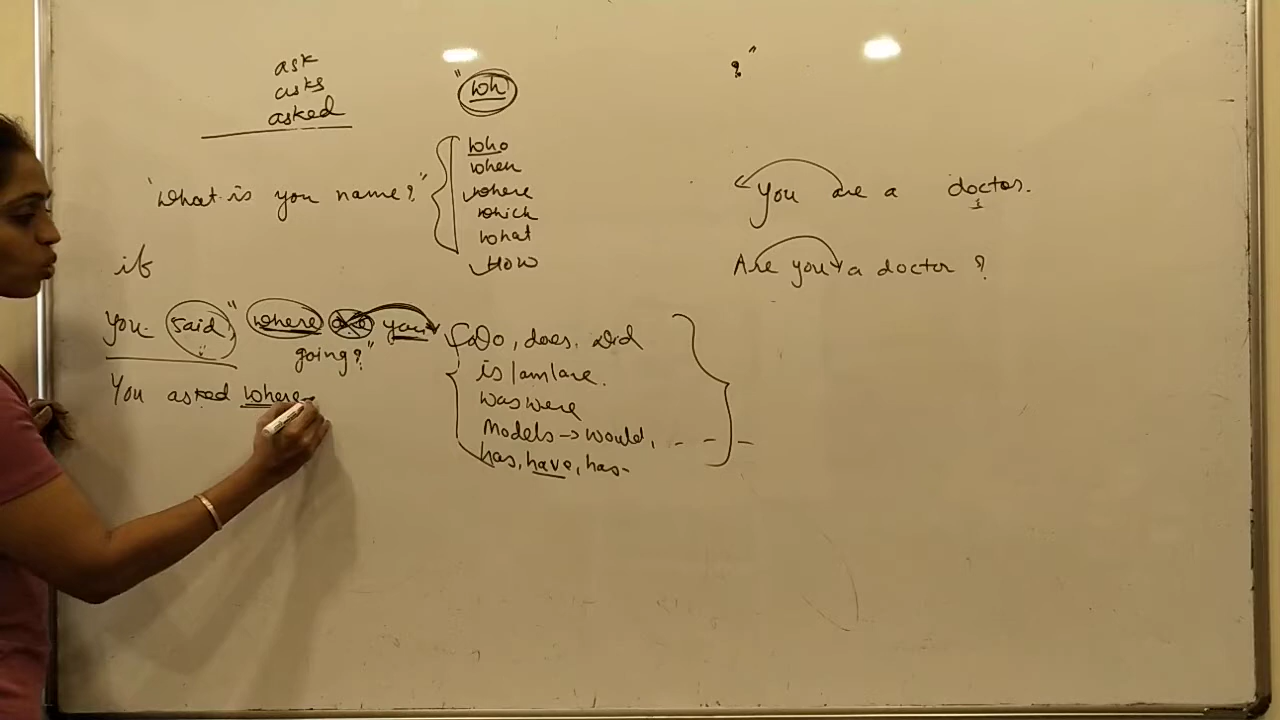 ask
asks
asked
"wh"
who
when
where
which
what
How
"What is you name?"
if
You said, "where are you
going?"
You asked where
Do, does, did
is/am/are.
was were
Models → would, - - -
has, have, has-
?"
You are a doctor.
Are you a doctor?